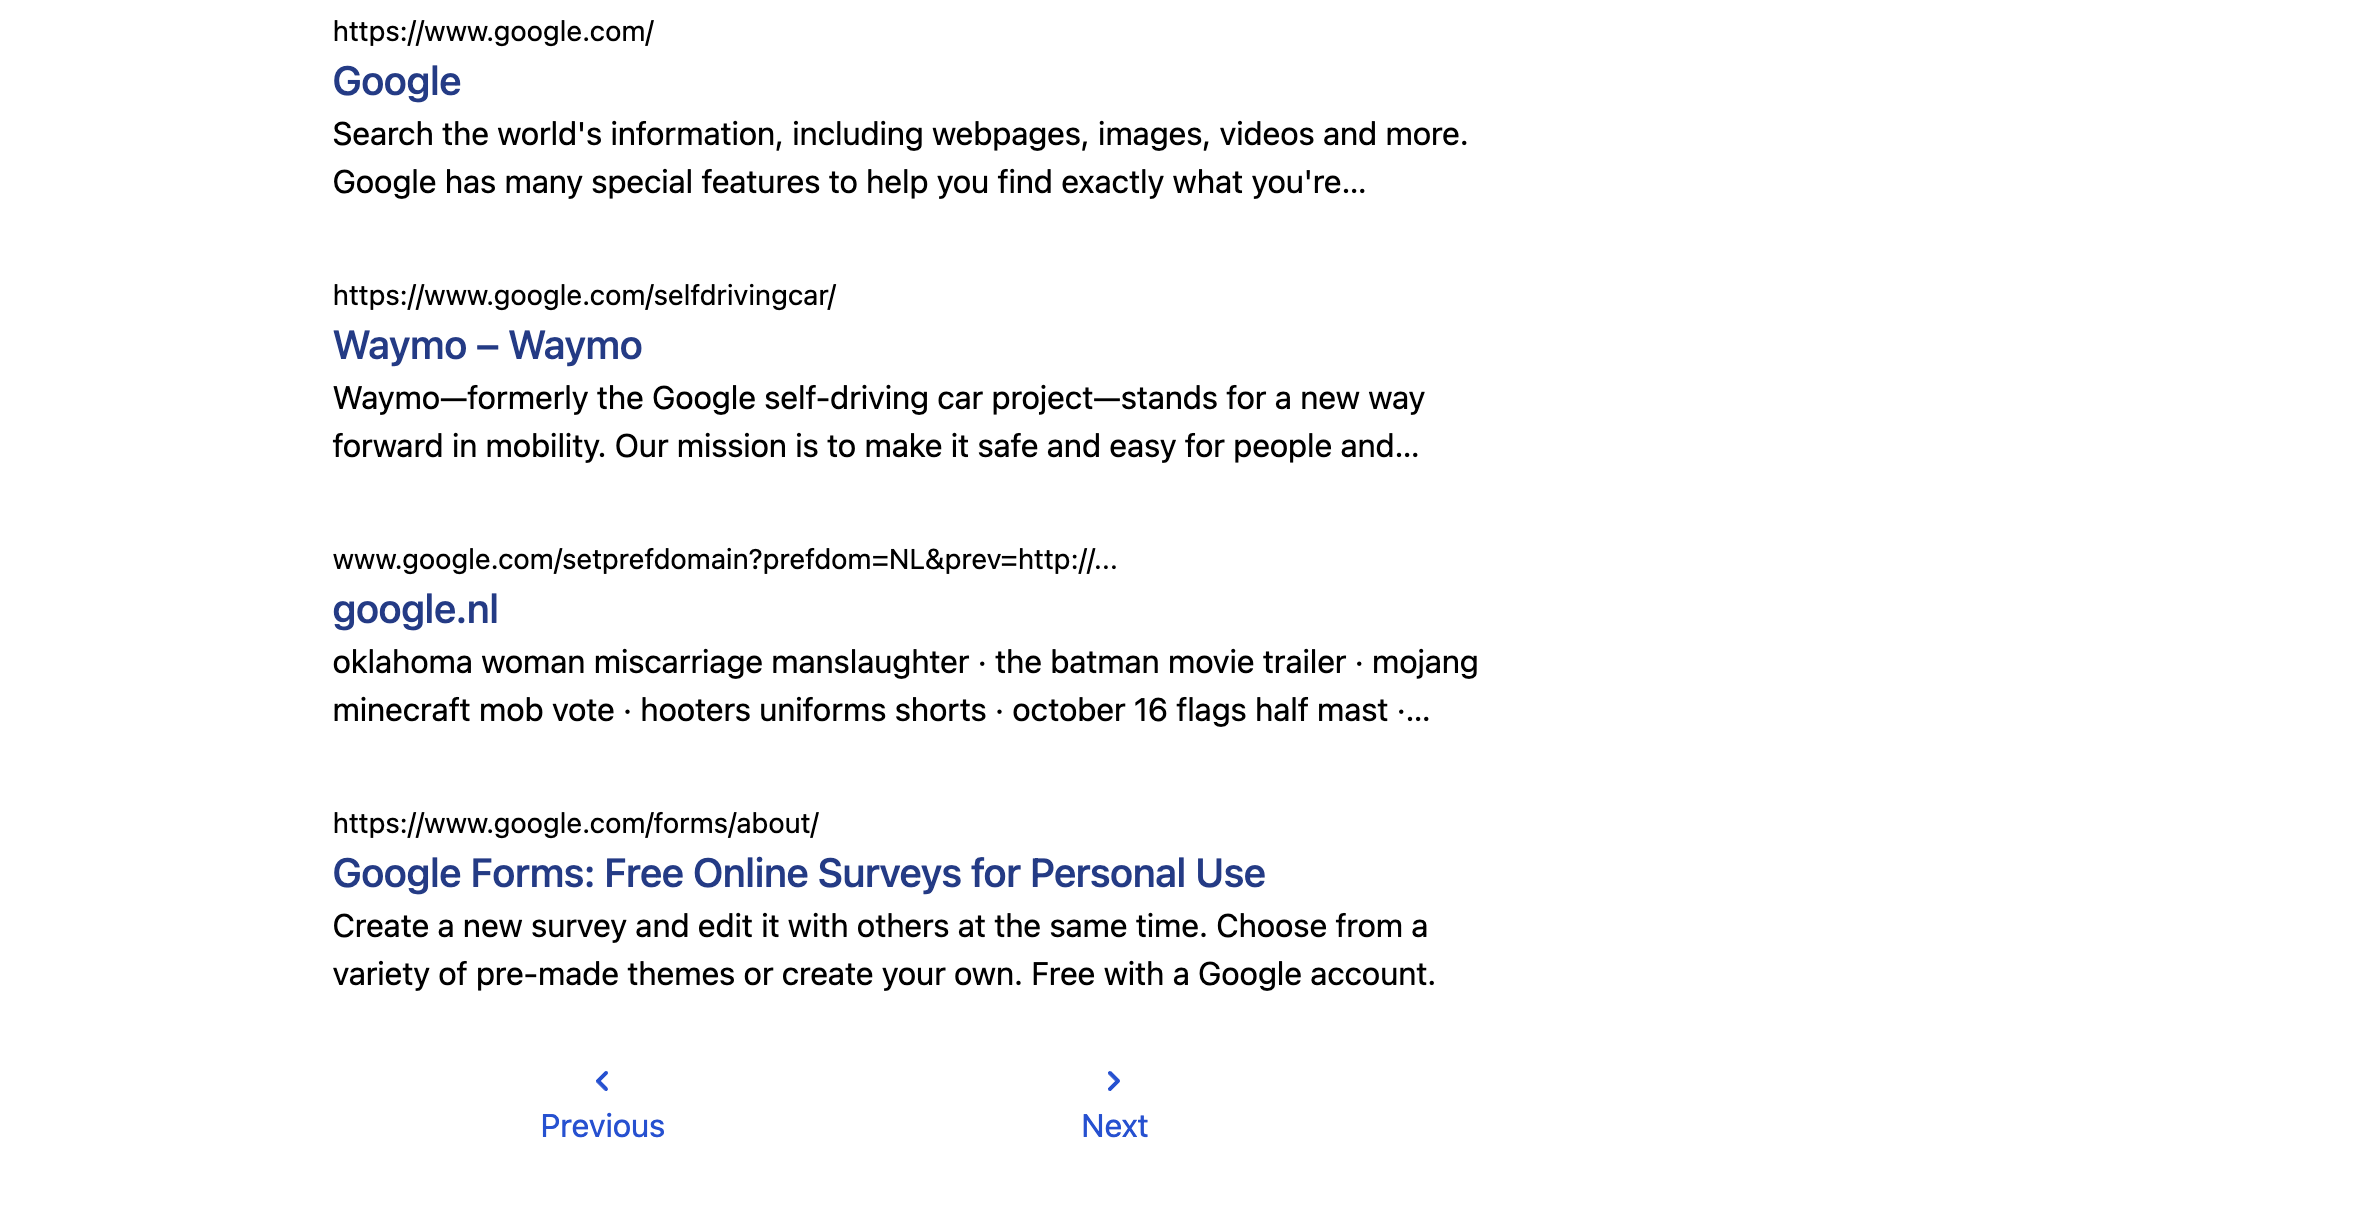 https://www.google.com/
Google
Search the world's information, including webpages, images, videos and more.
Google has many special features to help you find exactly what you're...
https://www.google.com/selfdrivingcar/
Waymo – Waymo
Waymo—formerly the Google self-driving car project—stands for a new way
forward in mobility. Our mission is to make it safe and easy for people and...
www.google.com/setprefdomain?prefdom=NL&prev=http://...
google.nl
oklahoma woman miscarriage manslaughter · the batman movie trailer · mojang
minecraft mob vote · hooters uniforms shorts · october 16 flags half mast ·...
https://www.google.com/forms/about/
Google Forms: Free Online Surveys for Personal Use
Create a new survey and edit it with others at the same time. Choose from a
variety of pre-made themes or create your own. Free with a Google account.
Previous
Next